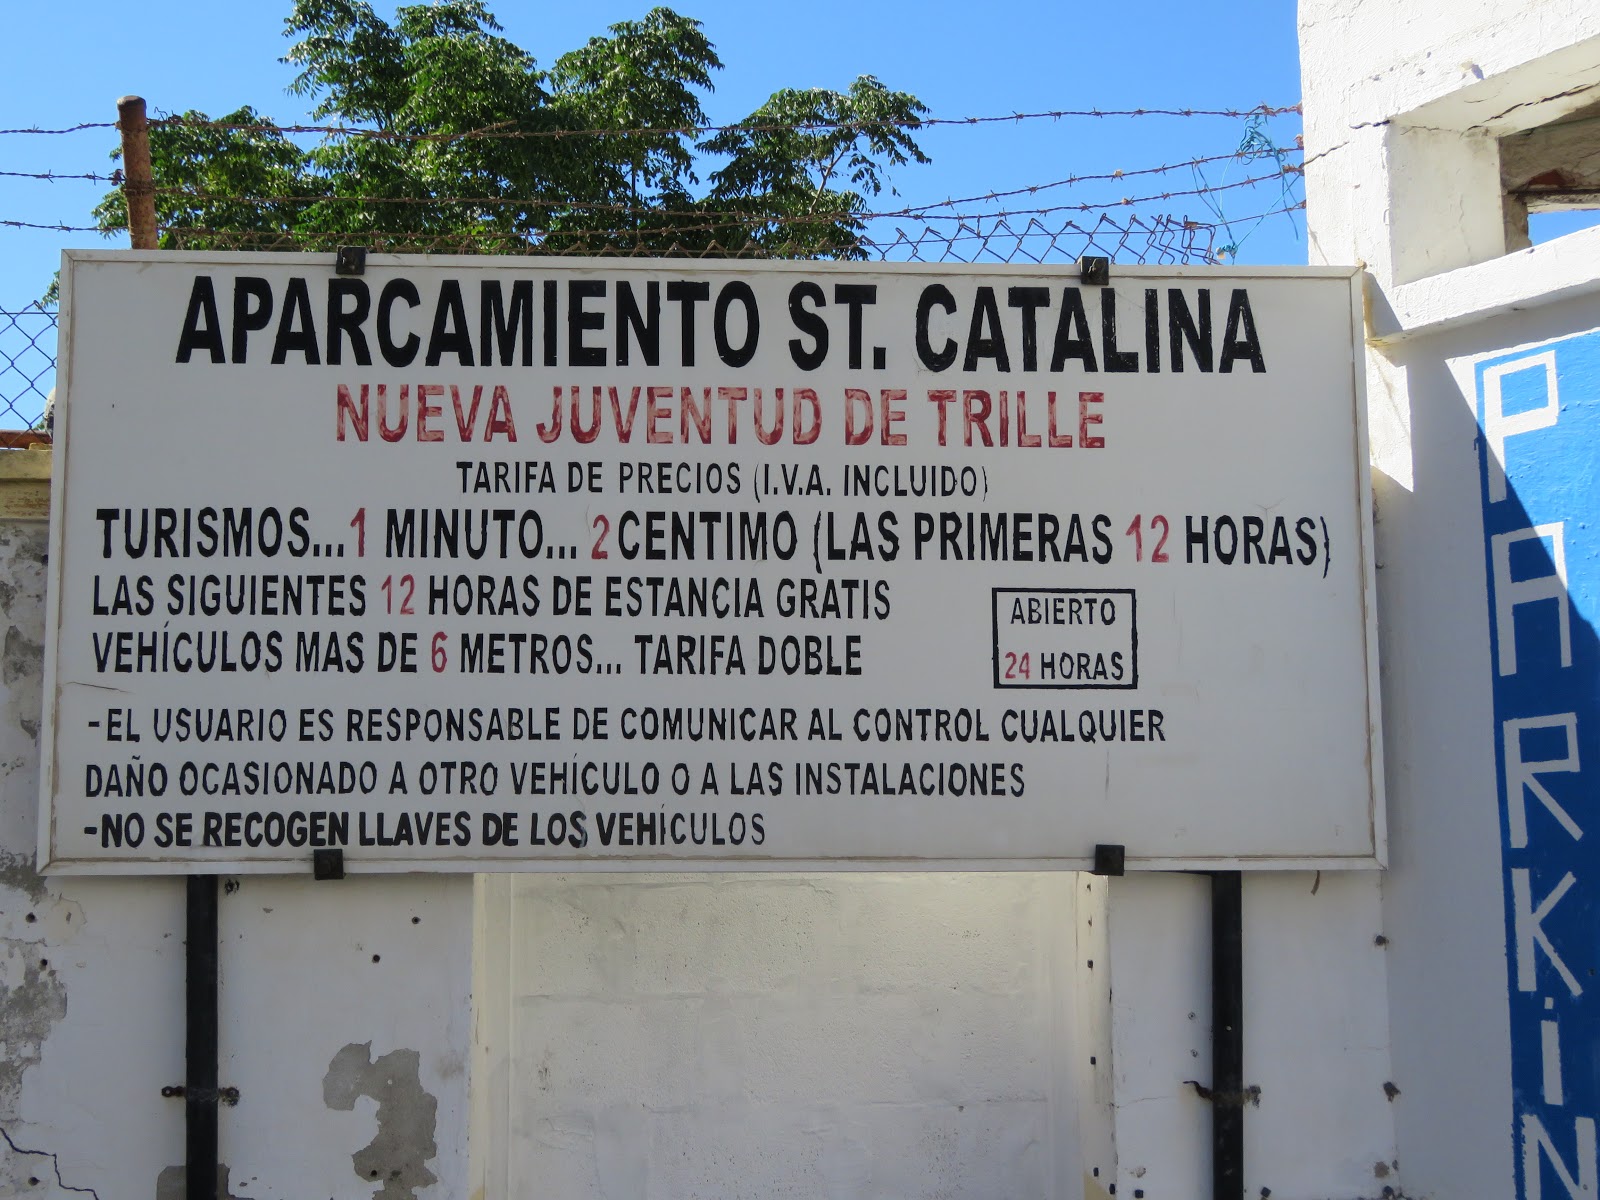 APARCAMIENTO ST. CATALINA
NUEVA JUVENTUD DE TRILLE
TARIFA DE PRECIOS (I.V.A. INCLUIDO)
TURISMOS...1 MINUTO... 2 CENTIMO (LAS PRIMERAS 12 HORAS)
LAS SIGUIENTES 12 HORAS DE ESTANCIA GRATIS
VEHÍCULOS MAS DE 6 METROS... TARIFA DOBLE
ABIERTO
24 HORAS
-EL USUARIO ES RESPONSABLE DE COMUNICAR AL CONTROL CUALQUIER
DAÑO OCASIONADO A OTRO VEHÍCULO O A LAS INSTALACIONES
-NO SE RECOGEN LLAVES DE LOS VEHÍCULOS
PARKiN